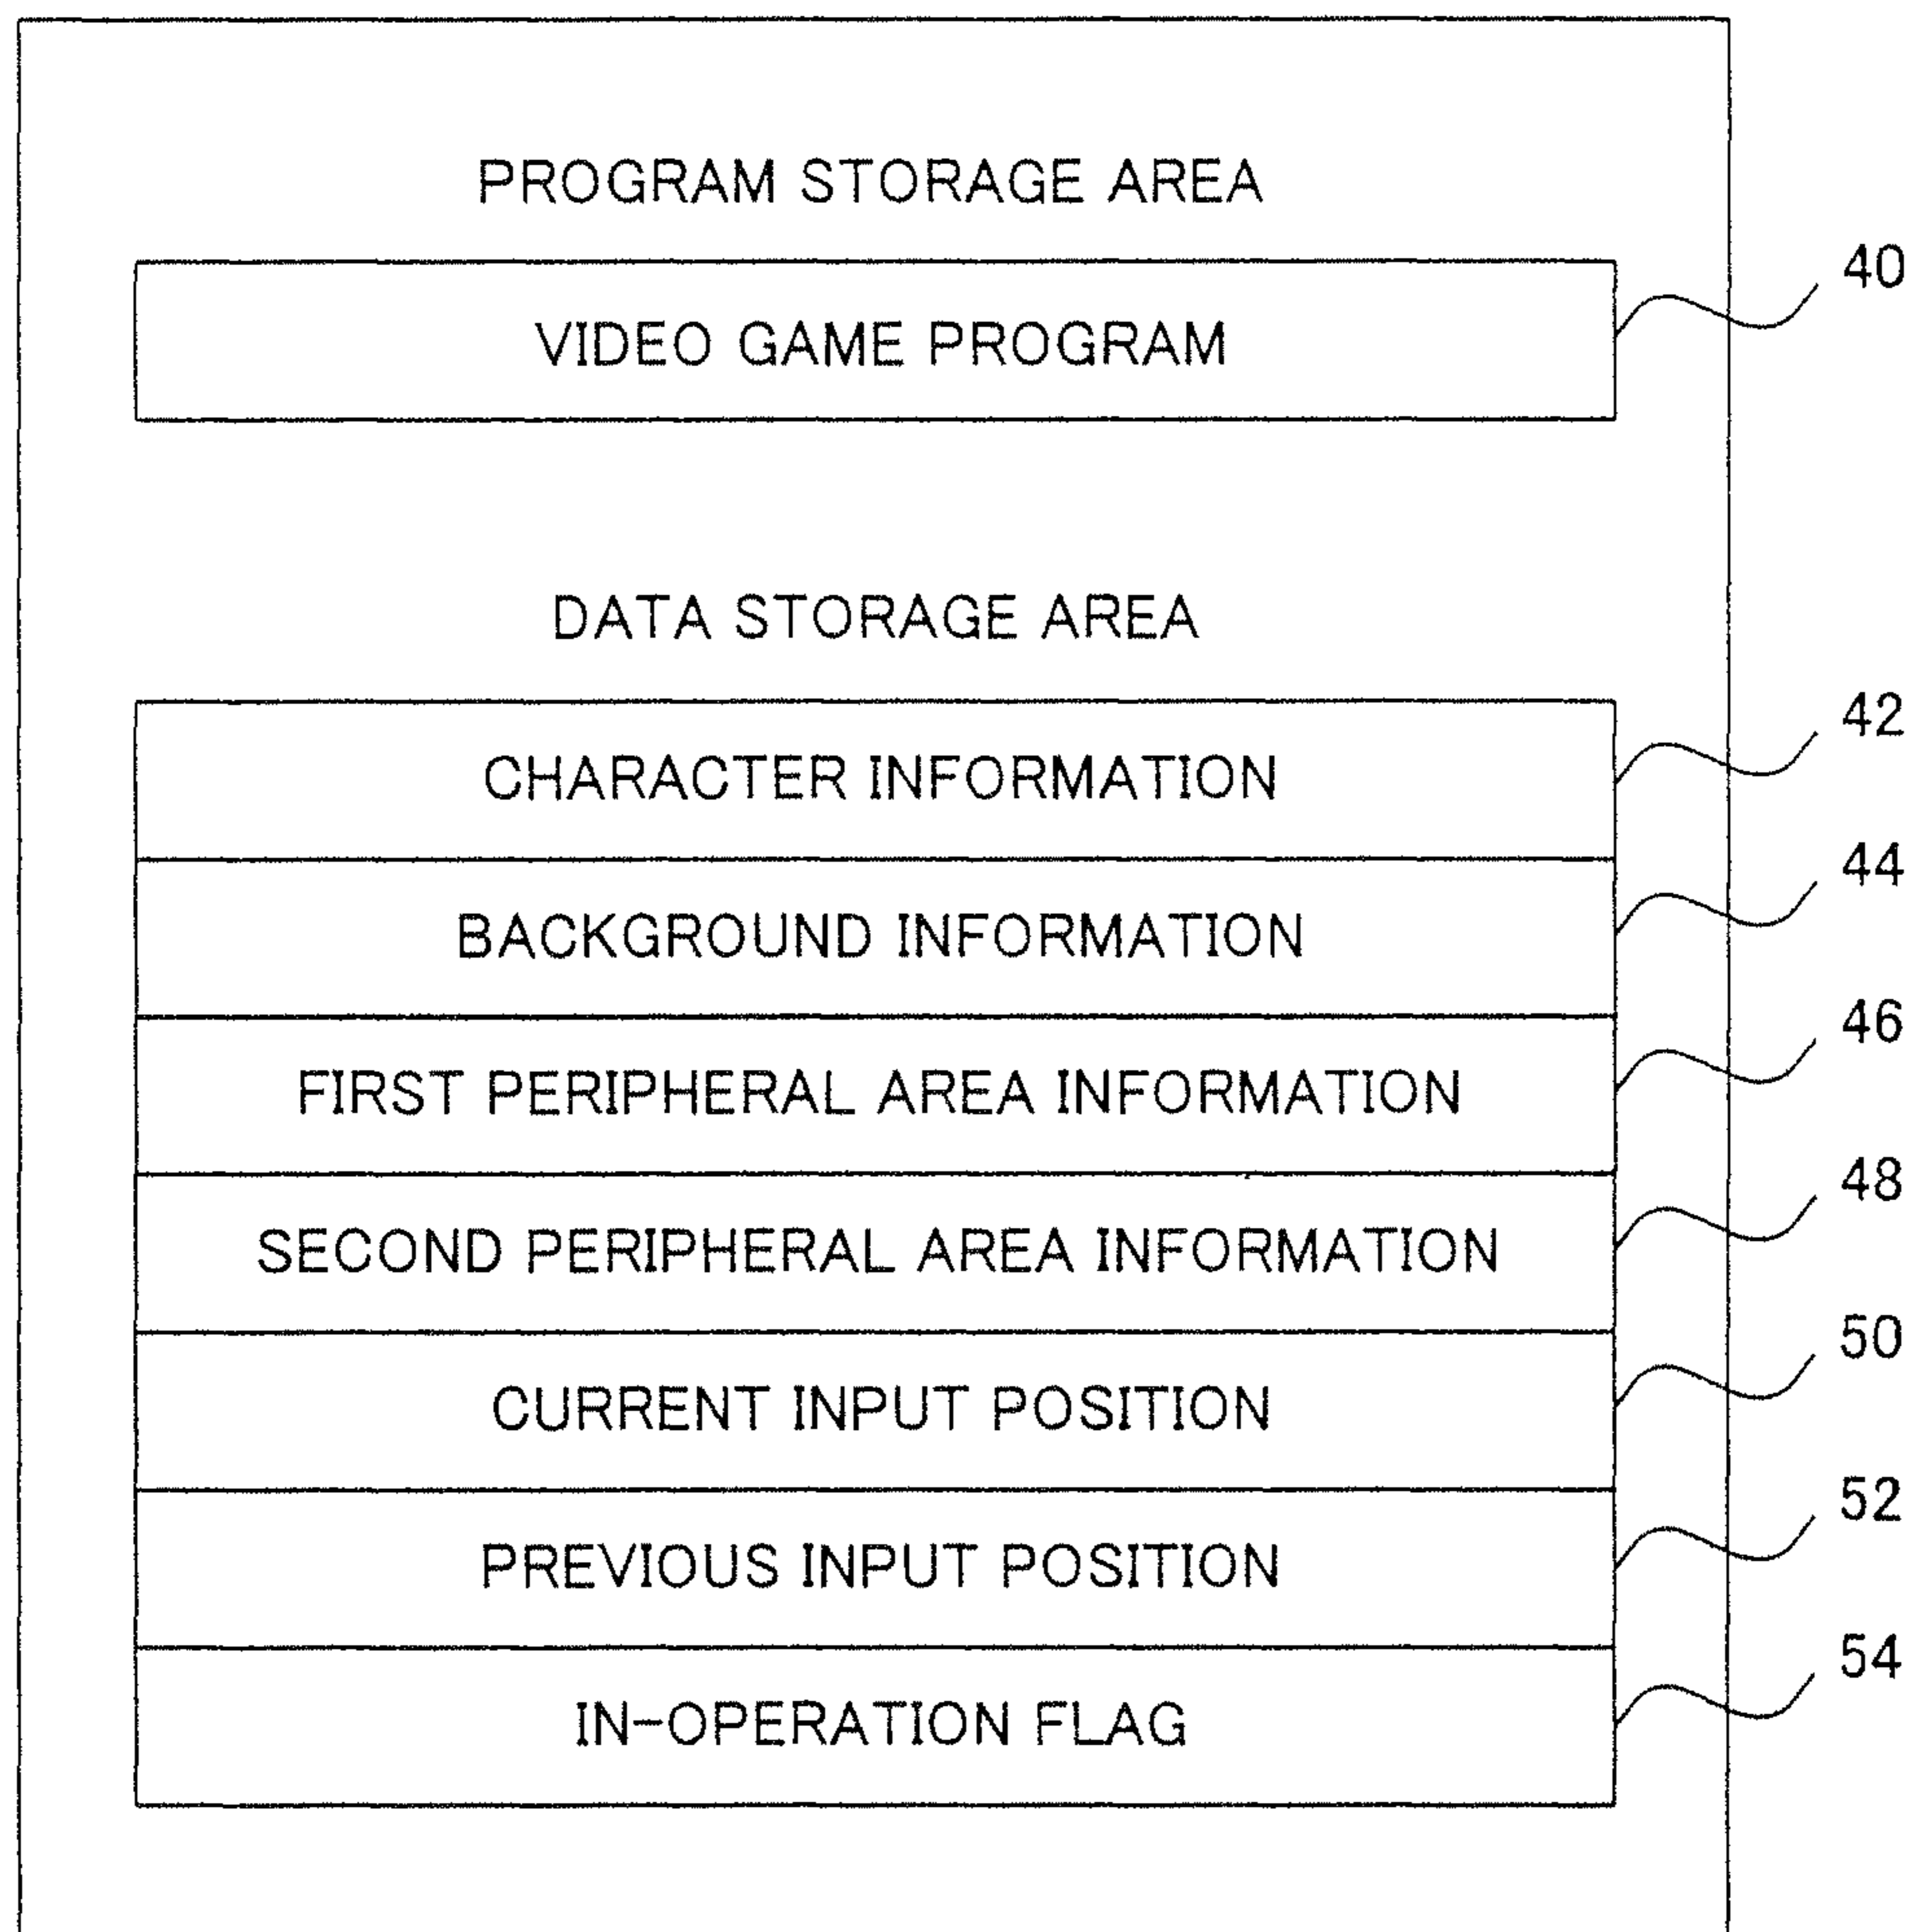 PROGRAM STORAGE AREA
VIDEO GAME PROGRAM
40
DATA STORAGE AREA
CHARACTER INFORMATION
42
BACKGROUND INFORMATION
44
FIRST PERIPHERAL AREA INFORMATION
46
SECOND PERIPHERAL AREA INFORMATION
48
CURRENT INPUT POSITION
50
PREVIOUS INPUT POSITION
52
IN-OPERATION FLAG
54